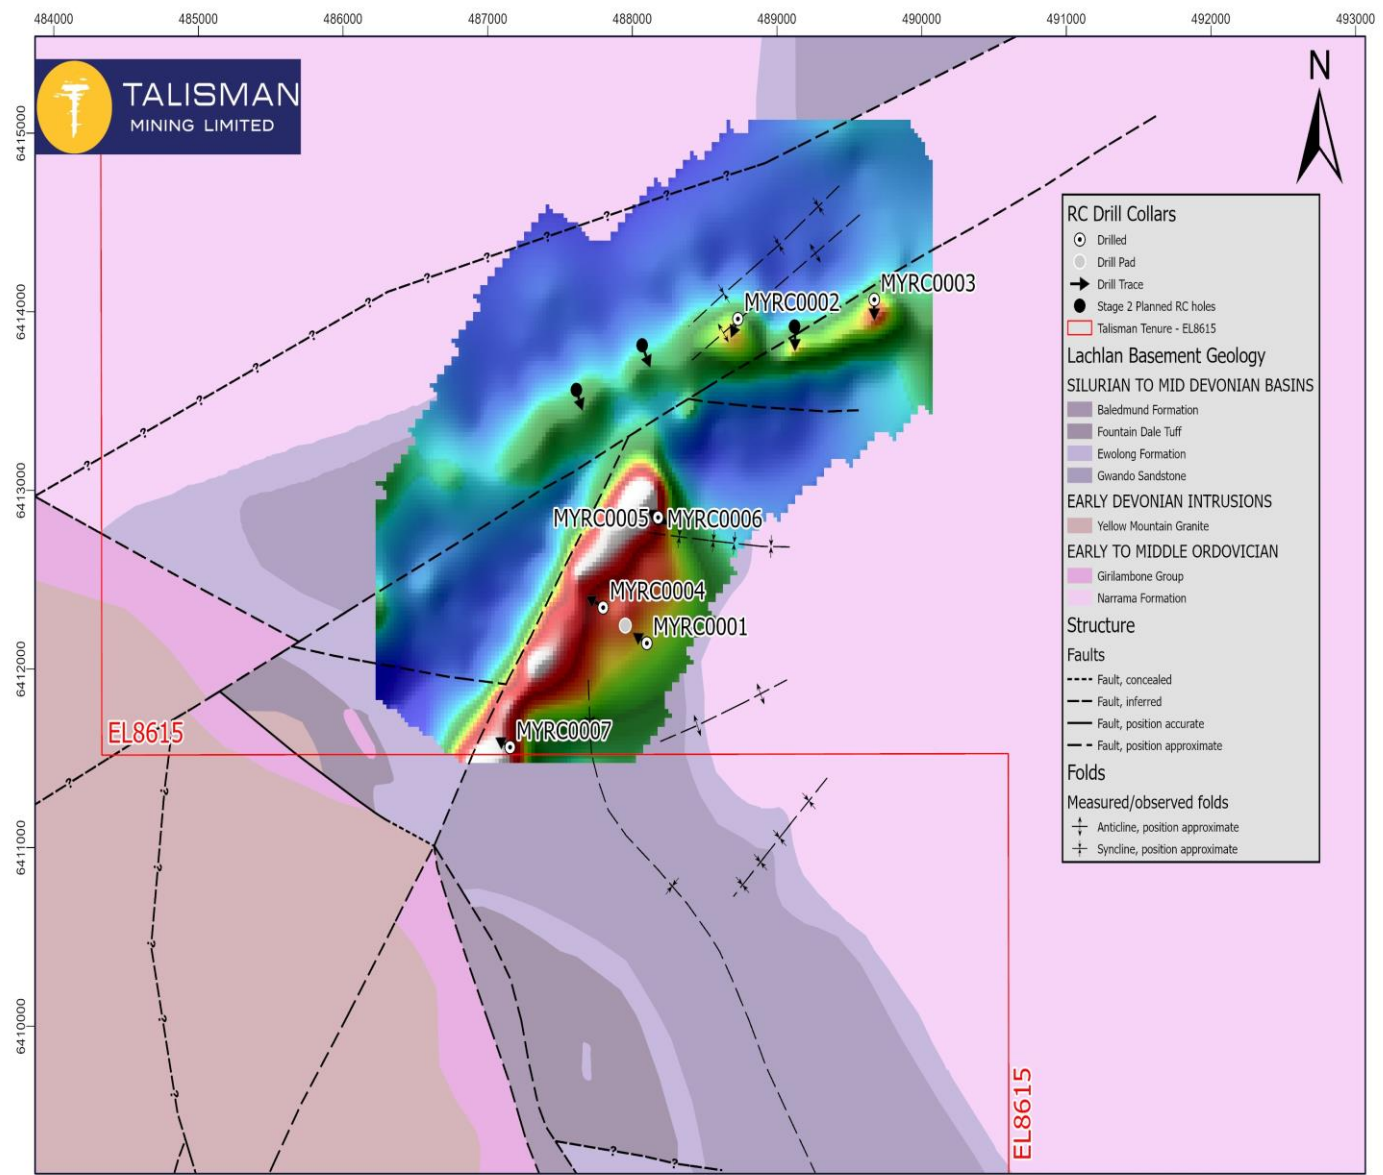 484000 485000 486000 487000 488000 489000 490000 491000 492000 493000
TALISMAN
MINING LIMITED
N
6415000
6414000
6413000
6412000
6411000
6410000
MYRC0003
MYRC0002
MYRC0005 MYRC0006
MYRC0004
MYRC0001
MYRC0007
EL8615
EL8615
RC Drill Collars
Drilled
Drill Pad
Drill Trace
Stage 2 Planned RC holes
Talisman Tenure - EL8615
Lachlan Basement Geology
SILURIAN TO MID DEVONIAN BASINS
Baledmund Formation
Fountain Dale Tuff
Ewolong Formation
Gwando Sandstone
EARLY DEVONIAN INTRUSIONS
Yellow Mountain Granite
EARLY TO MIDDLE ORDOVICIAN
Girilambone Group
Narrama Formation
Structure
Faults
Fault, concealed
Fault, inferred
Fault, position accurate
Fault, position approximate
Folds
Measured/observed folds
Anticline, position approximate
Syncline, position approximate